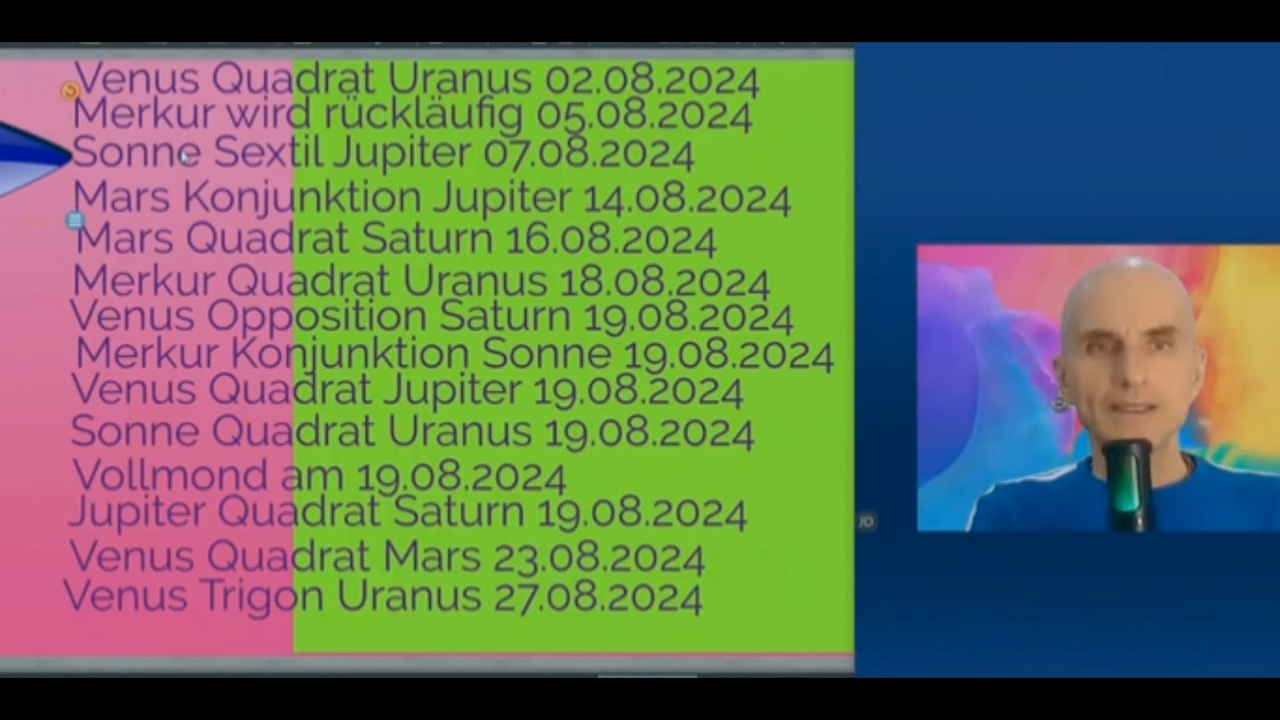 Venus Quadrat Uranus 02.08.2024
Merkur wird rückläufig 05.08.2024
Sonne Sextil Jupiter 07.08.2024
Mars Konjunktion Jupiter 14.08.2024
Mars Quadrat Saturn 16.08.2024
Merkur Quadrat Uranus 18.08.2024
Venus Opposition Saturn 19.08.2024
Merkur Konjunktion Sonne 19.08.2024
Venus Quadrat Jupiter 19.08.2024
Sonne Quadrat Uranus 19.08.2024
Vollmond am 19.08.2024
Jupiter Quadrat Saturn 19.08.2024
Venus Quadrat Mars 23.08.2024
Venus Trigon Uranus 27.08.2024
JD